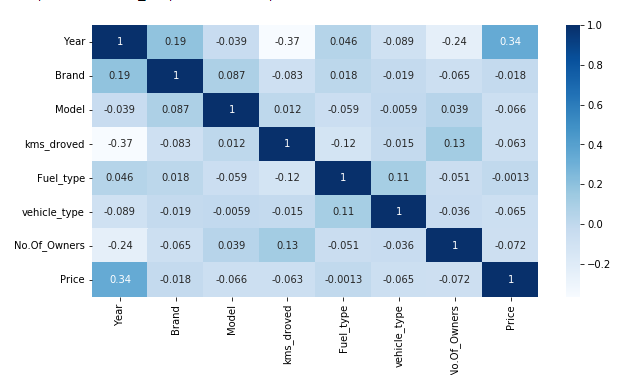 Year 1 0.19 -0.039 -0.37 0.046 -0.089 -0.24 0.34
Brand 0.19 1 0.087 -0.083 0.018 -0.019 -0.065 -0.018
Model -0.039 0.087 1 0.012 -0.059 -0.0059 0.039 -0.066
kms_droved -0.37 -0.083 0.012 1 -0.12 -0.015 0.13 -0.063
Fuel_type 0.046 0.018 -0.059 -0.12 1 0.11 -0.051 -0.0013
vehicle_type -0.089 -0.019 -0.0059 -0.015 0.11 1 -0.036 -0.065
No.Of_Owners -0.24 -0.065 0.039 0.13 -0.051 -0.036 1 -0.072
Price 0.34 -0.018 -0.066 -0.063 -0.0013 -0.065 -0.072 1
Year Brand Model kms_droved Fuel_type vehicle_type No.Of_Owners Price
1.0
0.8
0.6
0.4
0.2
0.0
−0.2